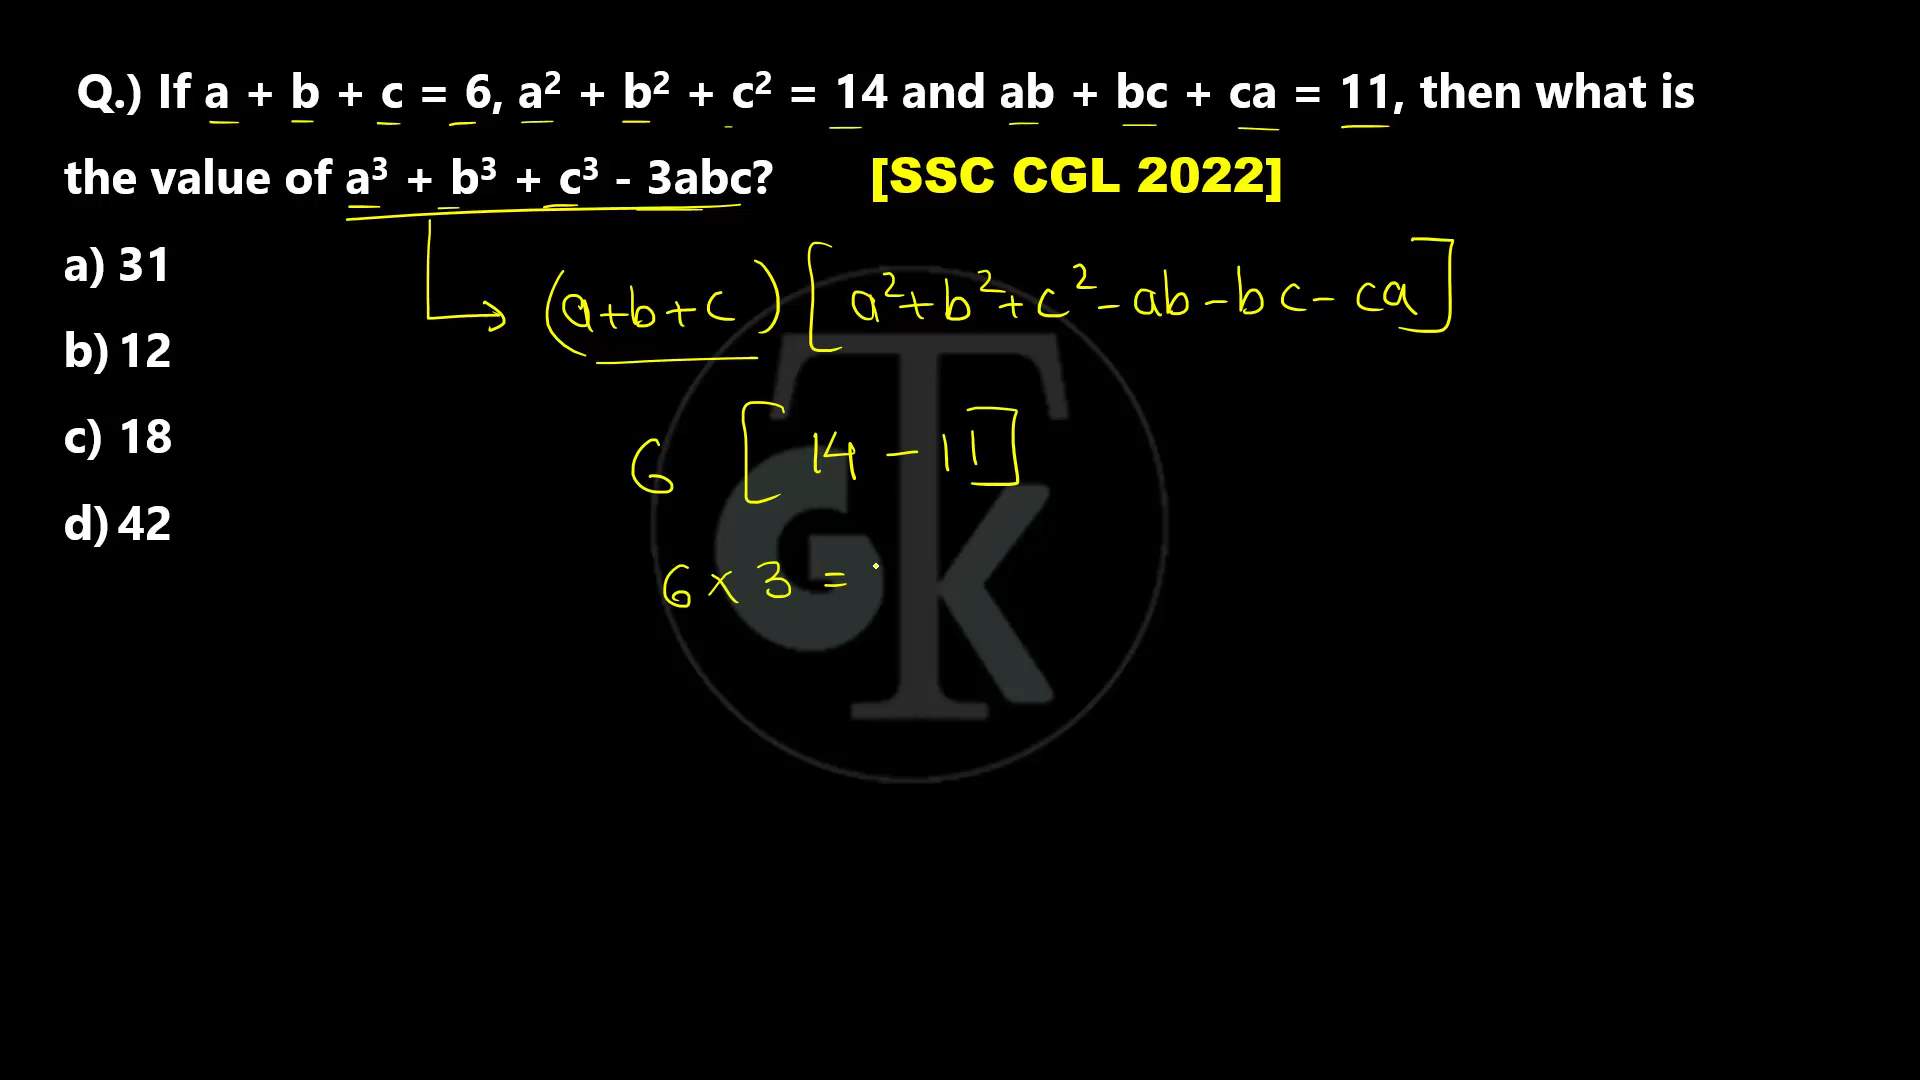 Q.) If a + b + c = 6, a² + b² + c² = 14 and ab + bc + ca = 11, then what is
the value of a³ + b³ + c³ - 3abc? [SSC CGL 2022]
a) 31
(a+b+c) [a²+b²+c²-ab-bc-ca]
b) 12
c) 18
6 [14-11]
d) 42
6 × 3 =
GTK